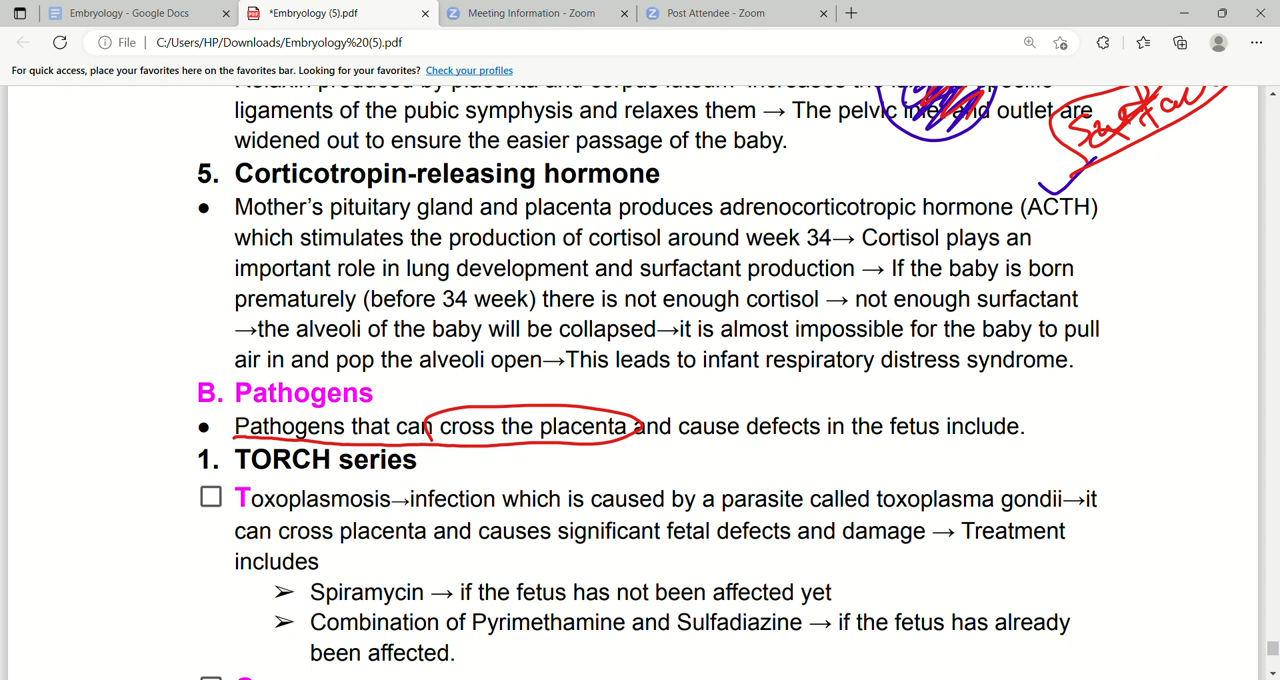 Embryology - Google Docs
*Embryology (5).pdf
Meeting Information - Zoom
Post Attendee - Zoom
File
C:/Users/HP/Downloads/Embryology%20(5).pdf
For quick access, place your favorites here on the favorites bar. Looking for your favorites? Check your profiles
ligaments of the pubic symphysis and relaxes them → The pelvic inlet and outlet are
widened out to ensure the easier passage of the baby.
5. Corticotropin-releasing hormone
● Mother’s pituitary gland and placenta produces adrenocorticotropic hormone (ACTH)
which stimulates the production of cortisol around week 34→ Cortisol plays an
important role in lung development and surfactant production → If the baby is born
prematurely (before 34 week) there is not enough cortisol → not enough surfactant
→the alveoli of the baby will be collapsed→it is almost impossible for the baby to pull
air in and pop the alveoli open→This leads to infant respiratory distress syndrome.
B. Pathogens
● Pathogens that can cross the placenta and cause defects in the fetus include.
1. TORCH series
Toxoplasmosis→infection which is caused by a parasite called toxoplasma gondii→it
can cross placenta and causes significant fetal defects and damage → Treatment
includes
➢ Spiramycin → if the fetus has not been affected yet
➢ Combination of Pyrimethamine and Sulfadiazine → if the fetus has already
been affected.